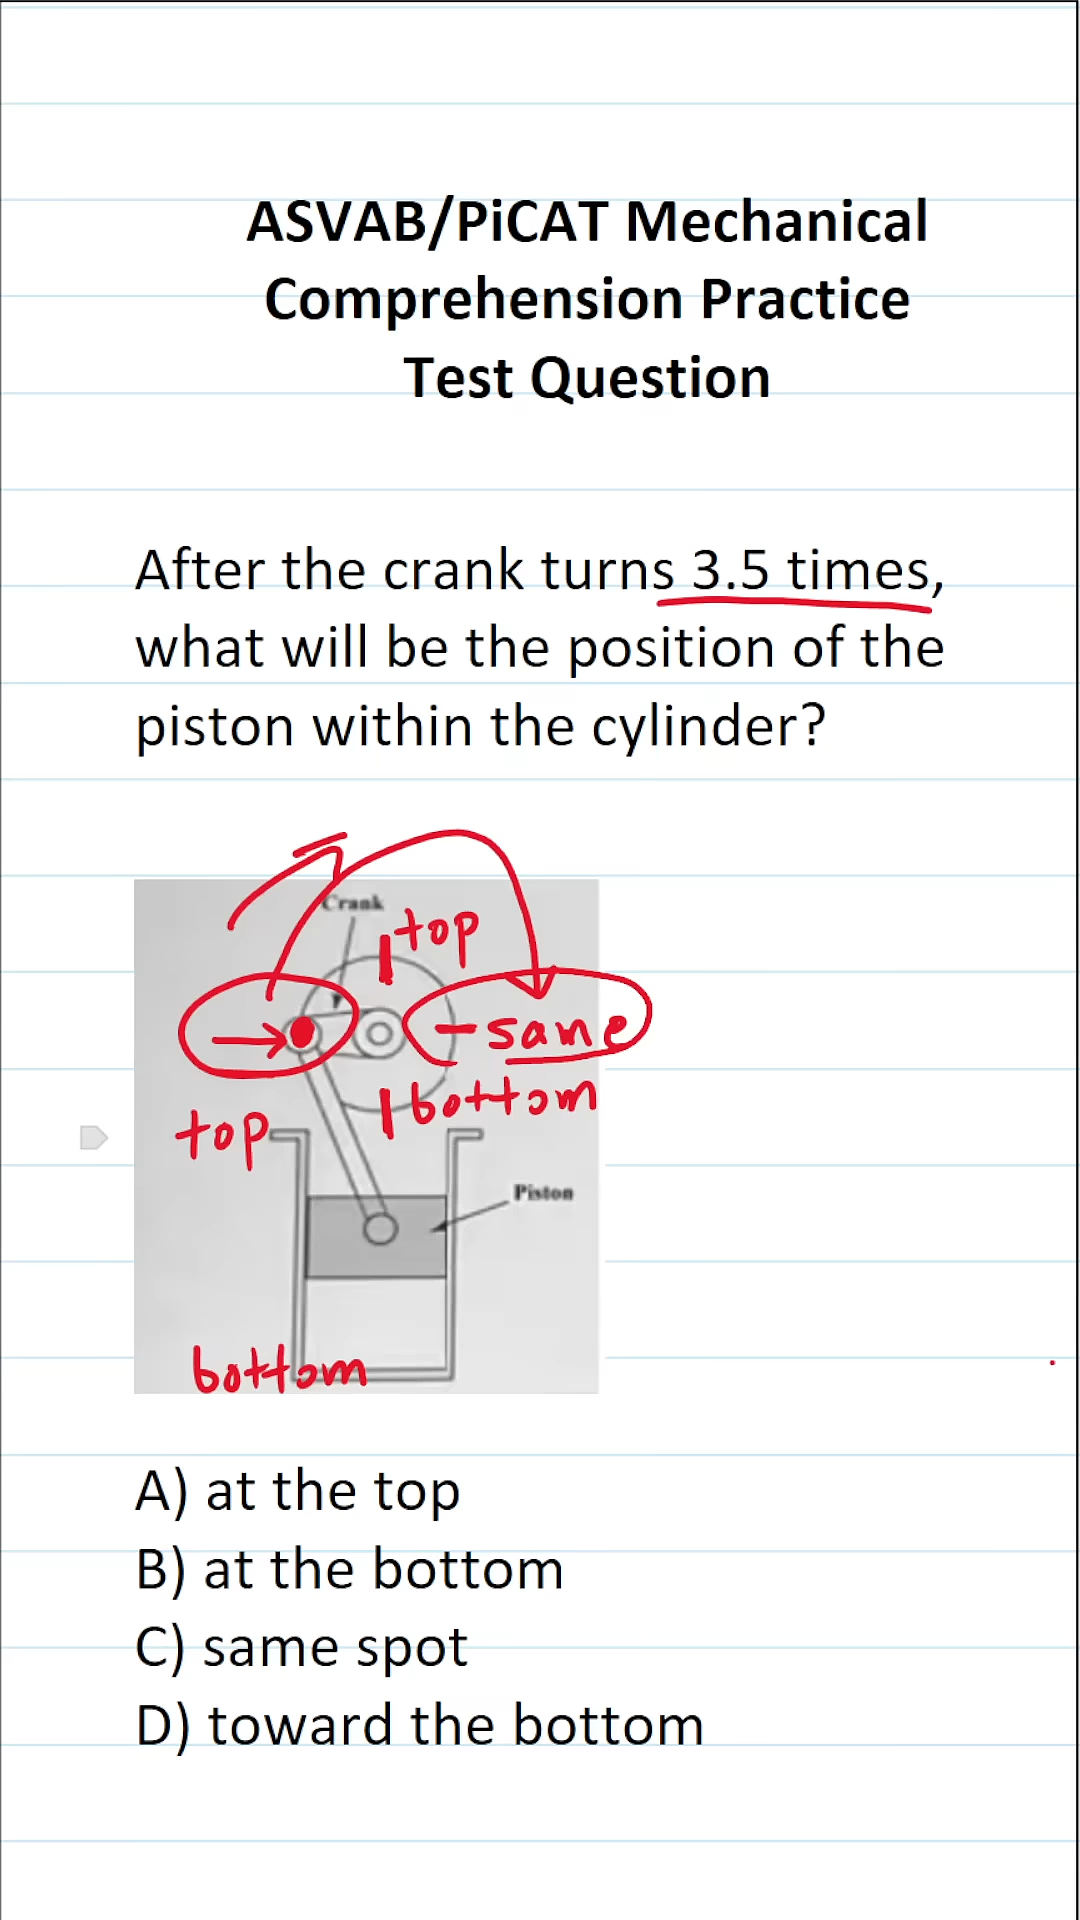 ASVAB/PiCAT Mechanical
Comprehension Practice
Test Question
After the crank turns 3.5 times,
what will be the position of the
piston within the cylinder?
Crank
top
same
bottom
top
Piston
bottom
A) at the top
B) at the bottom
C) same spot
D) toward the bottom